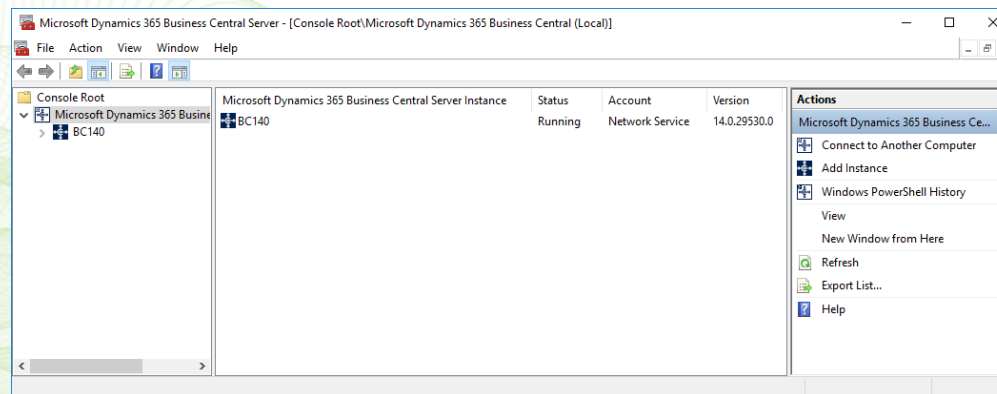 Microsoft Dynamics 365 Business Central Server - [Console Root\Microsoft Dynamics 365 Business Central (Local)]
File Action View Window Help
Console Root
Microsoft Dynamics 365 Busine
BC140
Microsoft Dynamics 365 Business Central Server Instance Status Account Version
BC140 Running Network Service 14.0.29530.0
Actions
Microsoft Dynamics 365 Business Ce...
Connect to Another Computer
Add Instance
Windows PowerShell History
View
New Window from Here
Refresh
Export List...
Help